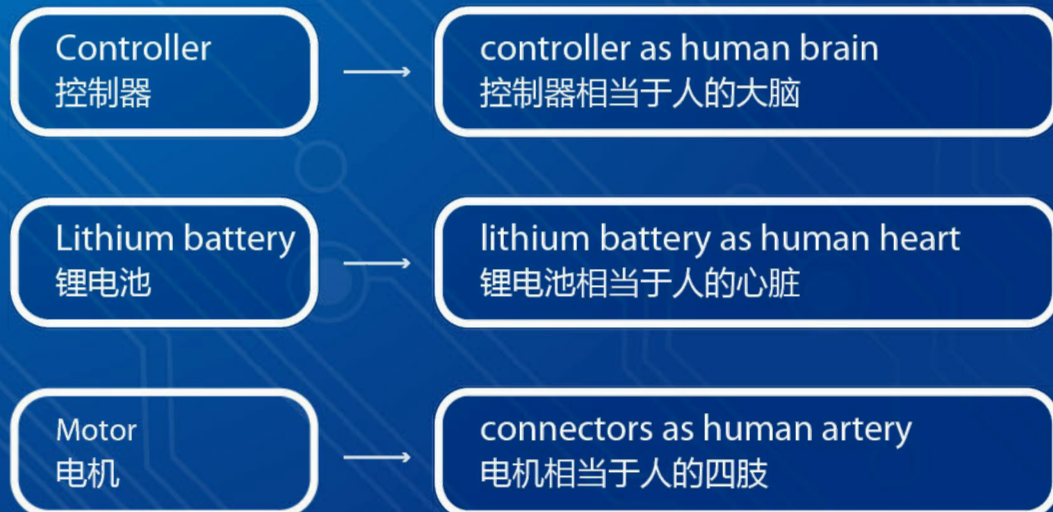 Controller
控制器
controller as human brain
控制器相当于人的大脑
Lithium battery
锂电池
lithium battery as human heart
锂电池相当于人的心脏
Motor
电机
connectors as human artery
电机相当于人的四肢